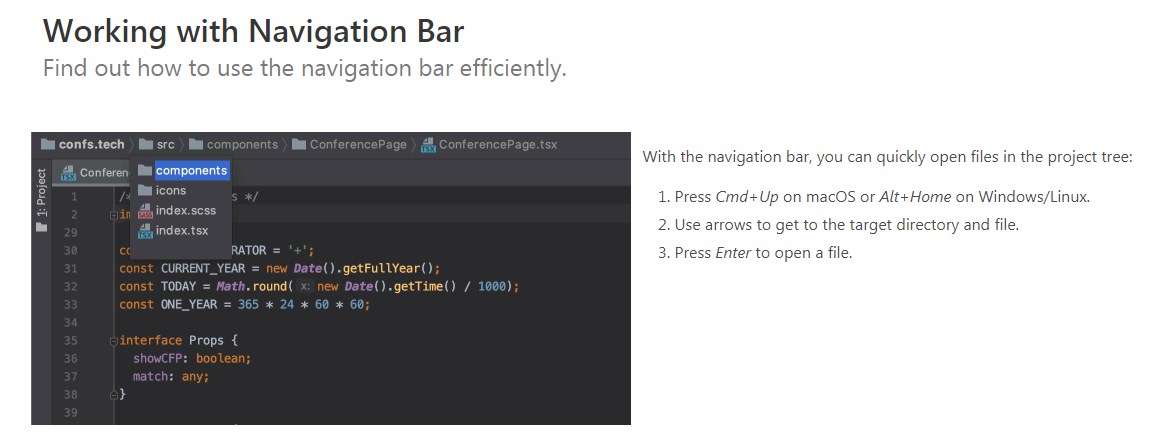 Working with Navigation Bar
Find out how to use the navigation bar efficiently.
confs.tech src components ConferencePage ConferencePage.tsx
Conferen
components
icons
index.scss
index.tsx
1: Project
1 /* s */
2 im
29
30 co RATOR = '+';
31 const CURRENT_YEAR = new Date().getFullYear();
32 const TODAY = Math.round( x: new Date().getTime() / 1000);
33 const ONE_YEAR = 365 * 24 * 60 * 60;
34
35 interface Props {
36 showCFP: boolean;
37 match: any;
38 }
39
With the navigation bar, you can quickly open files in the project tree:
1. Press Cmd+Up on macOS or Alt+Home on Windows/Linux.
2. Use arrows to get to the target directory and file.
3. Press Enter to open a file.